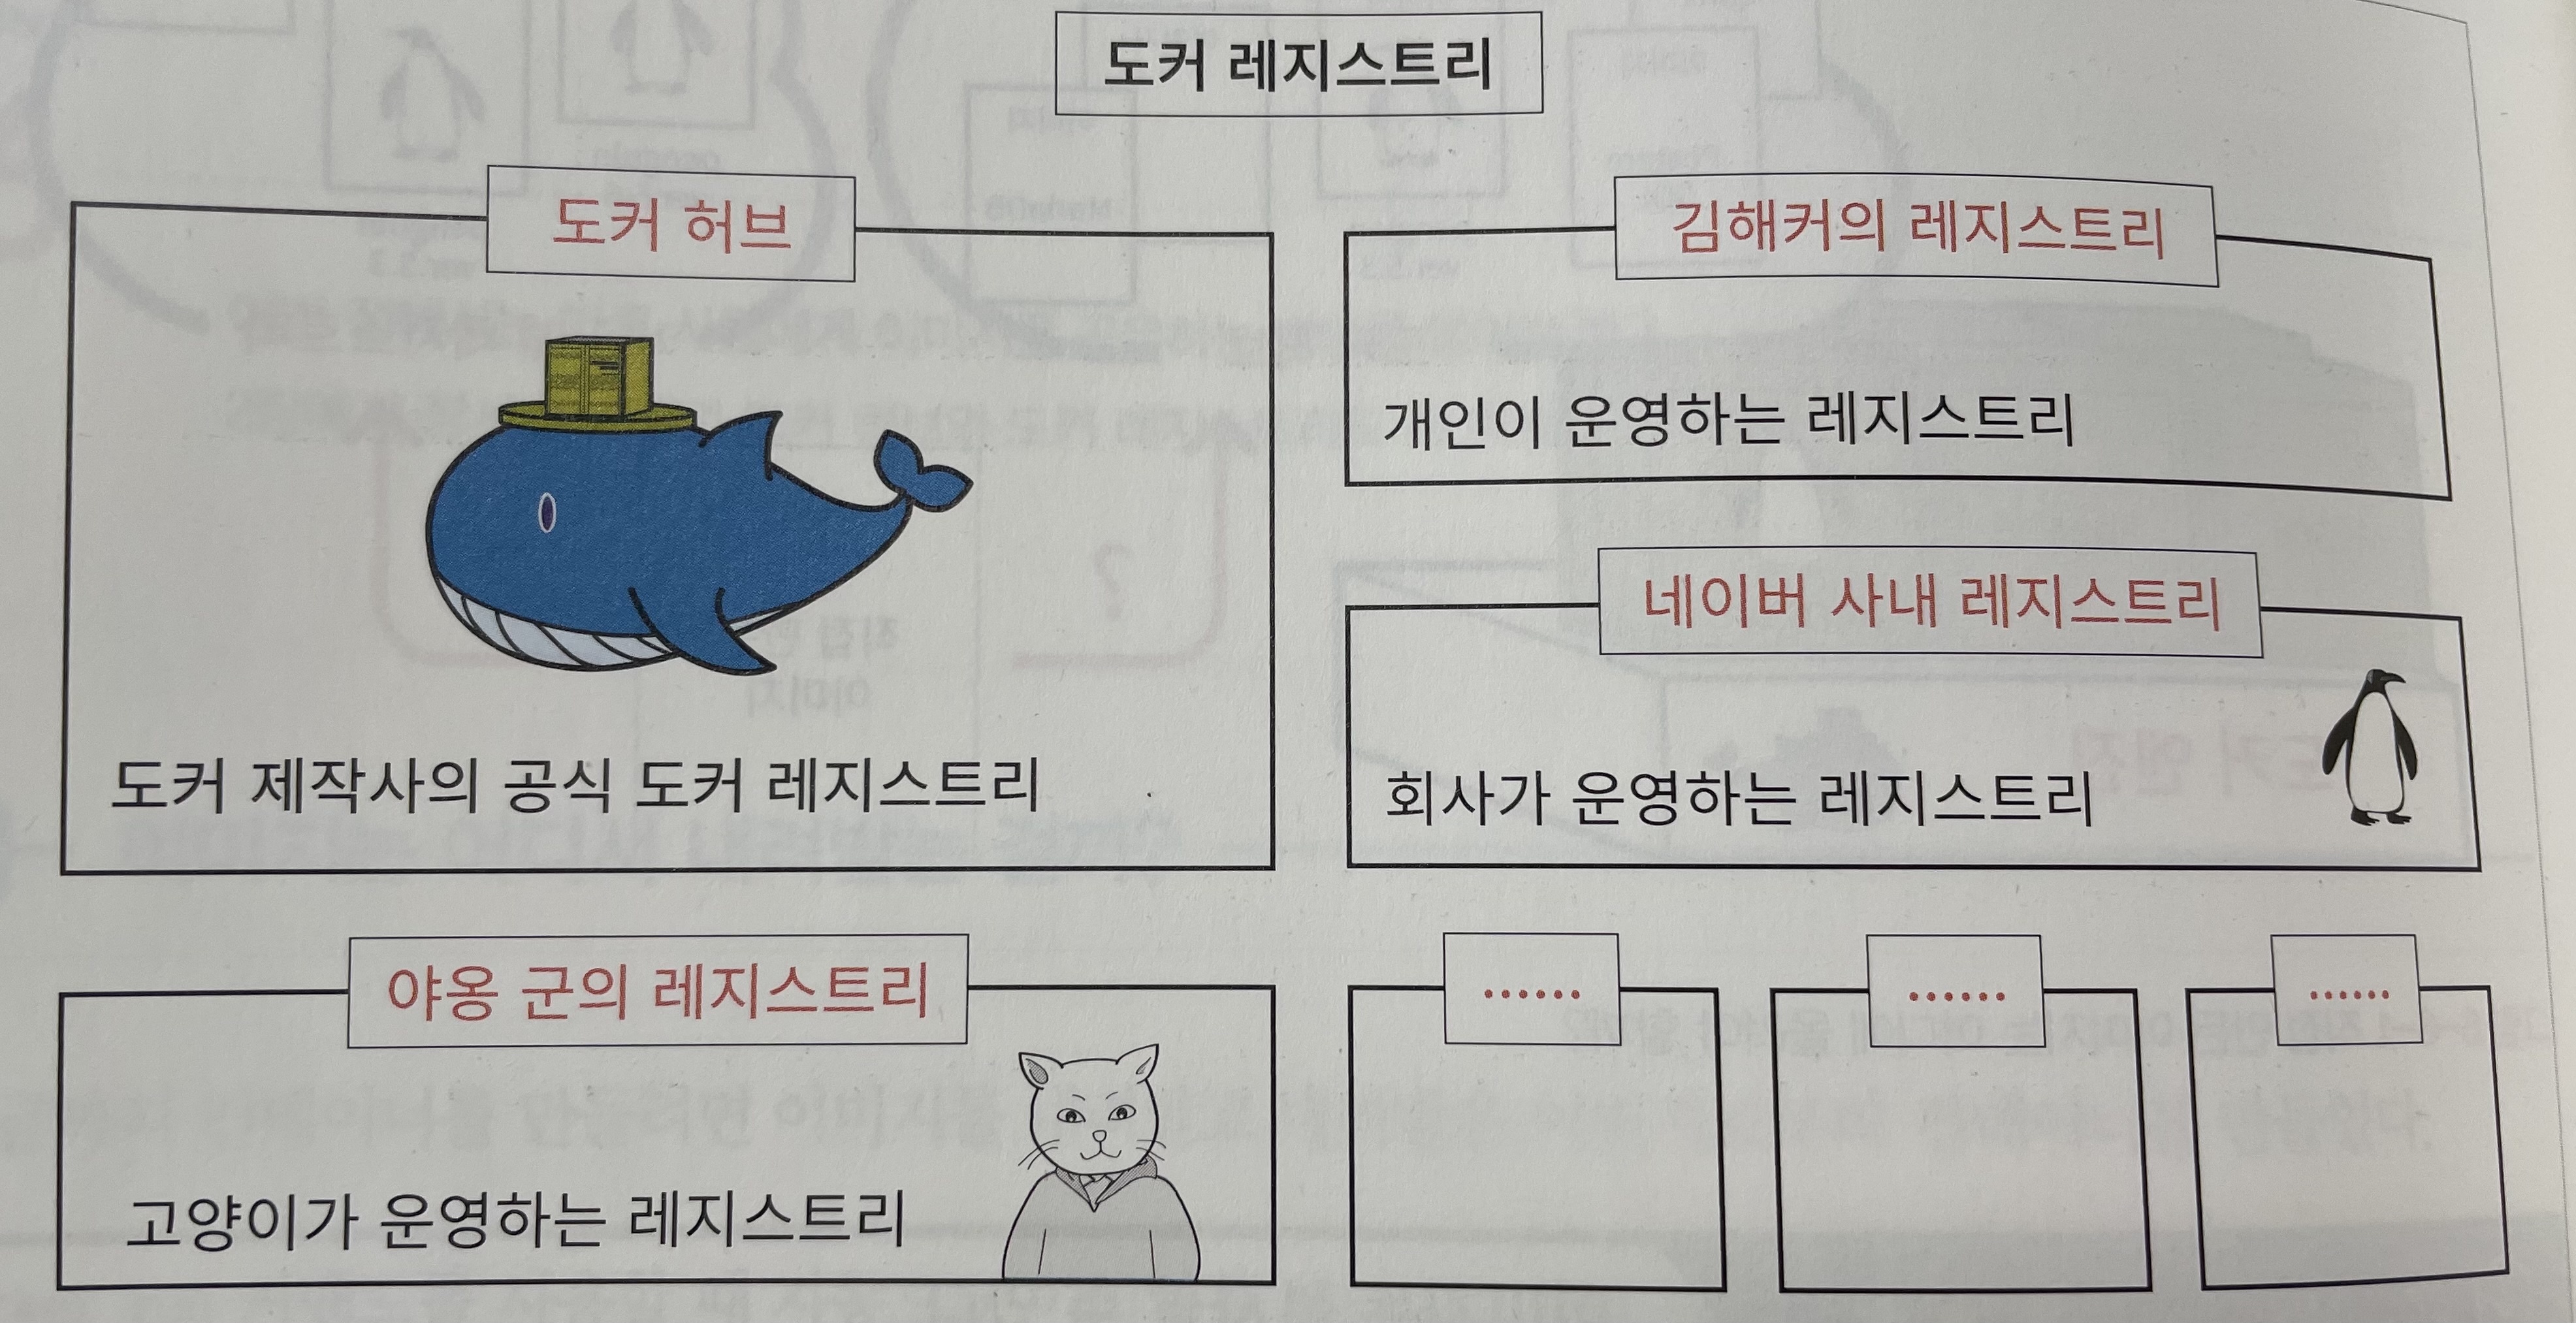 도커 레지스트리
도커 허브
도커 제작사의 공식 도커 레지스트리
김해커의 레지스트리
개인이 운영하는 레지스트리
네이버 사내 레지스트리
회사가 운영하는 레지스트리
야옹 군의 레지스트리
고양이가 운영하는 레지스트리
......
......
......